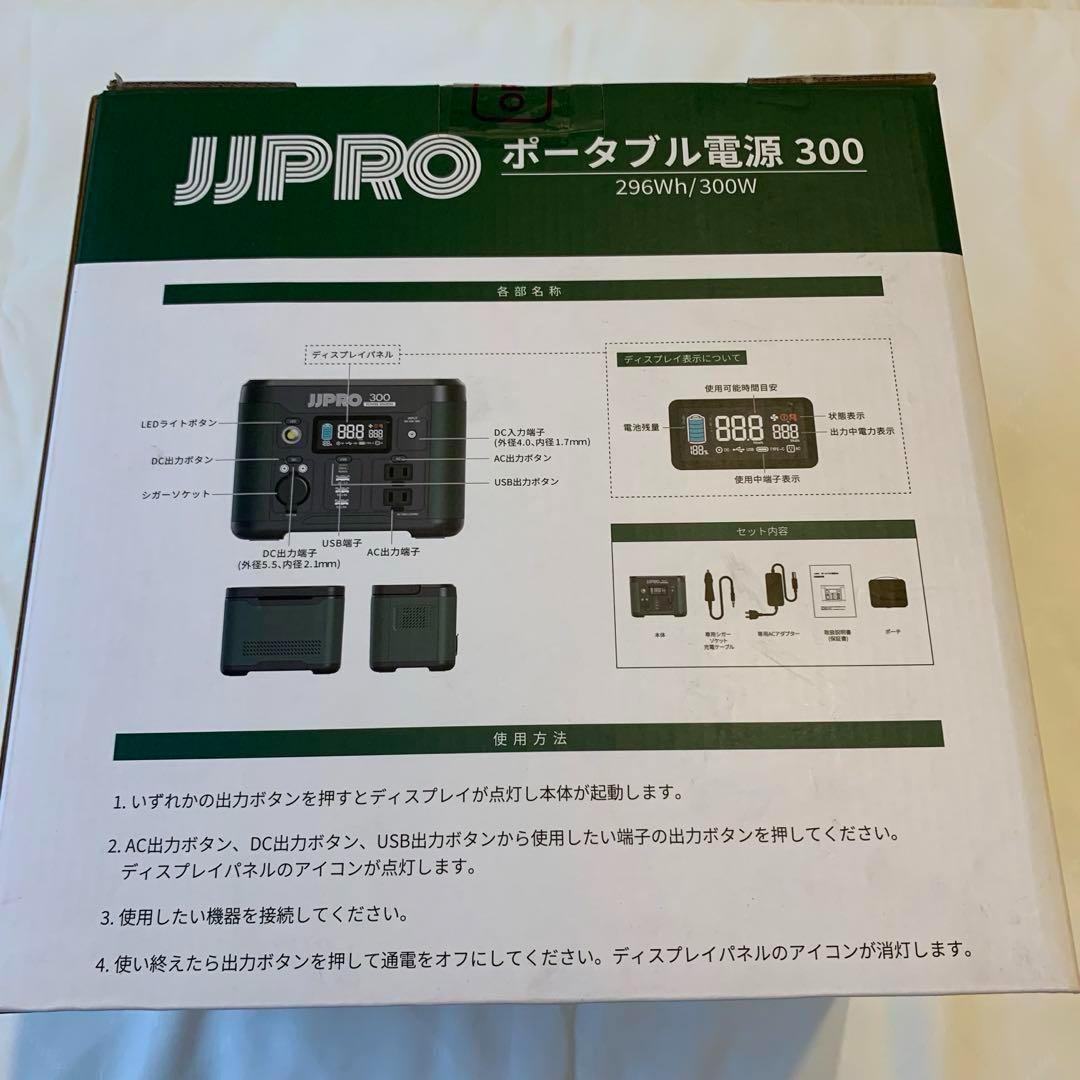 JJPRO
ポータブル電源 300
296Wh/300W
各部名称
ディスプレイパネル
JJPRO 300
LEDライトボタン
DC出力ボタン
シガーソケット
DC出力端子
(外径5.5、内径2.1mm)
USB端子
AC出力端子
DC入力端子
(外径4.0、内径1.7mm)
AC出力ボタン
USB出力ボタン
ディスプレイ表示について
使用可能時間目安
電池残量
188%
88.8
888
DC
USB
TYPE-C
AC
状態表示
出力中電力表示
使用中端子表示
セット内容
本体
専用シガー
ソケット
充電ケーブル
専用ACアダプター
取扱説明書
(保証書)
ポーチ
使用方法
1. いずれかの出力ボタンを押すとディスプレイが点灯し本体が起動します。
2. AC出力ボタン、DC出力ボタン、USB出力ボタンから使用したい端子の出力ボタンを押してください。
ディスプレイパネルのアイコンが点灯します。
3. 使用したい機器を接続してください。
4. 使い終えたら出力ボタンを押して通電をオフにしてください。ディスプレイパネルのアイコンが消灯します。